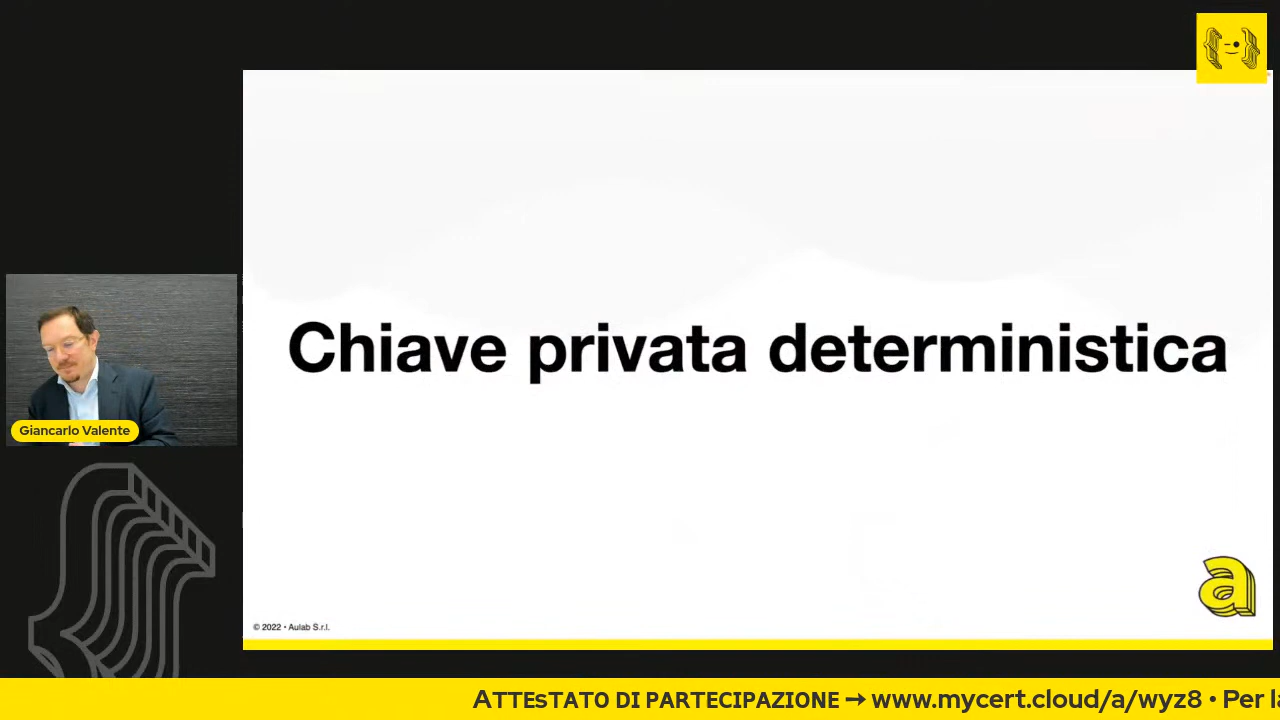 Chiave privata deterministica
Giancarlo Valente
a
© 2022 • Aulab S.r.l.
ATTESTATO DI PARTECIPAZIONE → www.mycert.cloud/a/wyz8 • Per